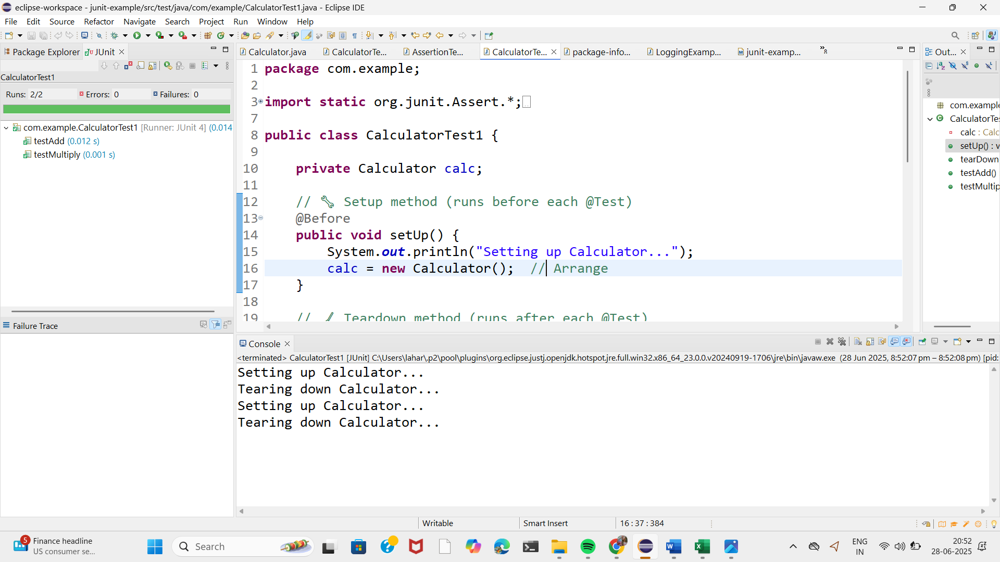 eclipse-workspace - junit-example/src/test/java/com/example/CalculatorTest1.java - Eclipse IDE
File Edit Source Refactor Navigate Search Project Run Window Help
Package Explorer JUnit
CalculatorTest1
Runs: 2/2 Errors: 0 Failures: 0
com.example.CalculatorTest1 [Runner: JUnit 4] (0.014
testAdd (0.012 s)
testMultiply (0.001 s)
Failure Trace
Calculator.java CalculatorTe... AssertionTe... CalculatorTe... package-info... LoggingExamp... junit-examp... »8
1 package com.example;
2
3 import static org.junit.Assert.*;
7
8 public class CalculatorTest1 {
9
10 private Calculator calc;
11
12 // 🔧 Setup method (runs before each @Test)
13 @Before
14 public void setUp() {
15 System.out.println("Setting up Calculator...");
16 calc = new Calculator(); // Arrange
17 }
18
19 // Teardown method (runs after each @Test)
Out...
com.example
CalculatorTe
calc : Calc
setUp() : v
tearDown
testAdd()
testMultip
Console
<terminated> CalculatorTest1 [JUnit] C:\Users\lahar\.p2\pool\plugins\org.eclipse.justj.openjdk.hotspot.jre.full.win32.x86_64_23.0.0.v20240919-1706\jre\bin\javaw.exe (28 Jun 2025, 8:52:07 pm – 8:52:08 pm) [pid:
Setting up Calculator...
Tearing down Calculator...
Setting up Calculator...
Tearing down Calculator...
Writable Smart Insert 16 : 37 : 384
5 Finance headline
US consumer se...
Search
ENG
IN
20:52
28-06-2025